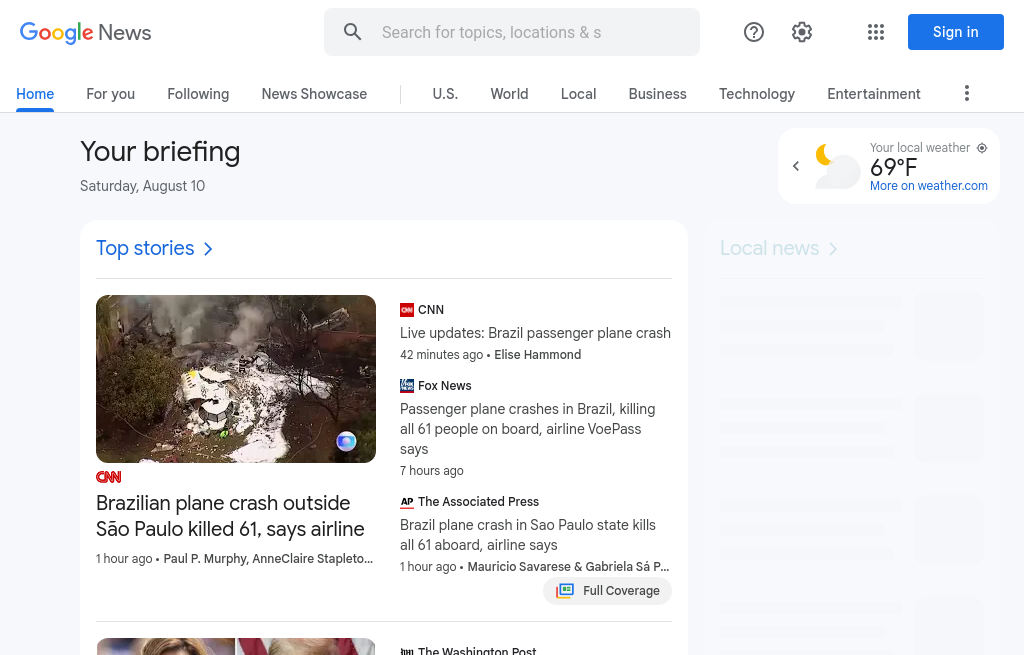 Google News
Search for topics, locations & s
Sign in
Home
For you
Following
News Showcase
U.S.
World
Local
Business
Technology
Entertainment
Your briefing
Saturday, August 10
Your local weather
69°F
More on weather.com
Top stories
Local news
CNN
Brazilian plane crash outside
São Paulo killed 61, says airline
1 hour ago • Paul P. Murphy, AnneClaire Stapleto...
CNN
CNN
Live updates: Brazil passenger plane crash
42 minutes ago • Elise Hammond
FOX NEWS
Fox News
Passenger plane crashes in Brazil, killing
all 61 people on board, airline VoePass
says
7 hours ago
AP
The Associated Press
Brazil plane crash in Sao Paulo state kills
all 61 aboard, airline says
1 hour ago • Mauricio Savarese & Gabriela Sá P...
Full Coverage
The Washington Post